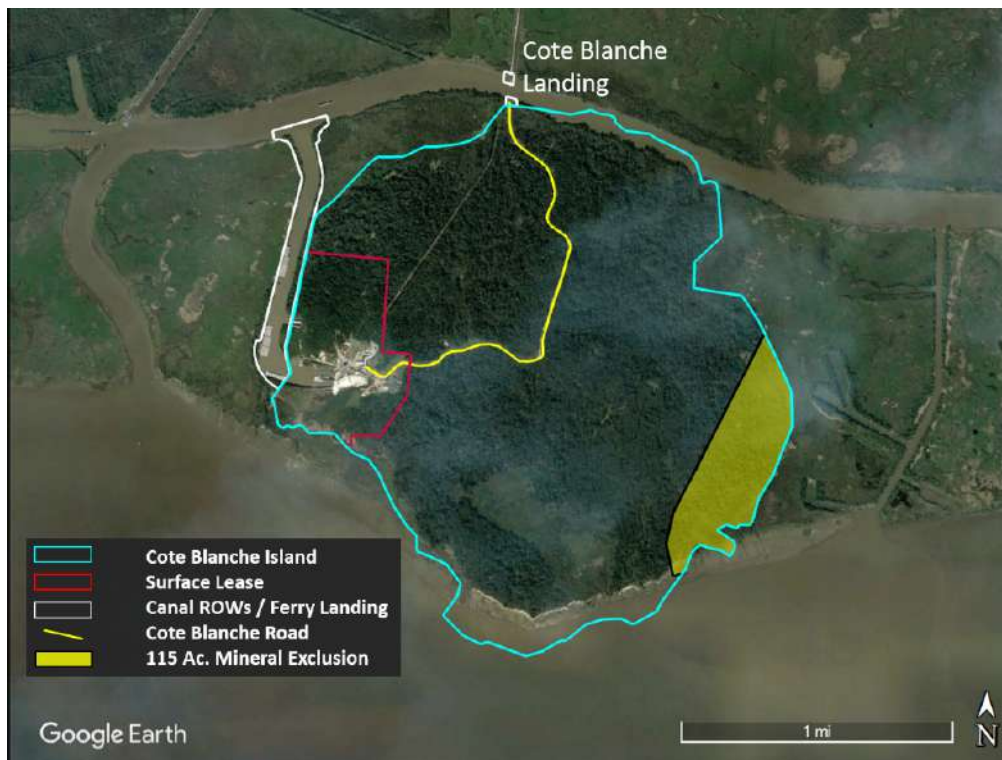 Cote Blanche
Landing
Cote Blanche Island
Surface Lease
Canal ROWs / Ferry Landing
Cote Blanche Road
115 Ac. Mineral Exclusion
Google Earth
1 mi
N